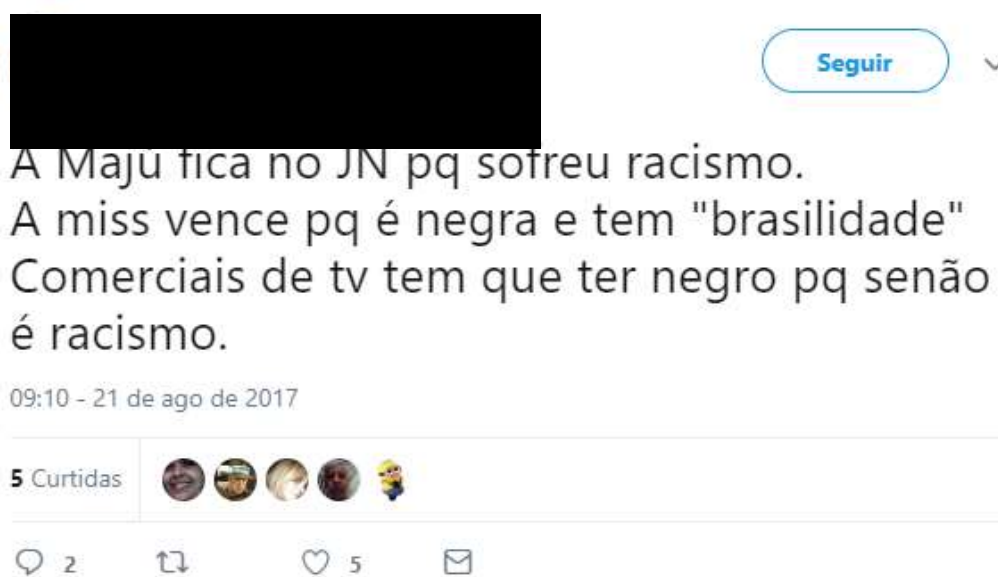 Seguir
A Majú fica no JN pq sofreu racismo.
A miss vence pq é negra e tem "brasilidade"
Comerciais de tv tem que ter negro pq senão
é racismo.
09:10 - 21 de ago de 2017
5 Curtidas
2
5